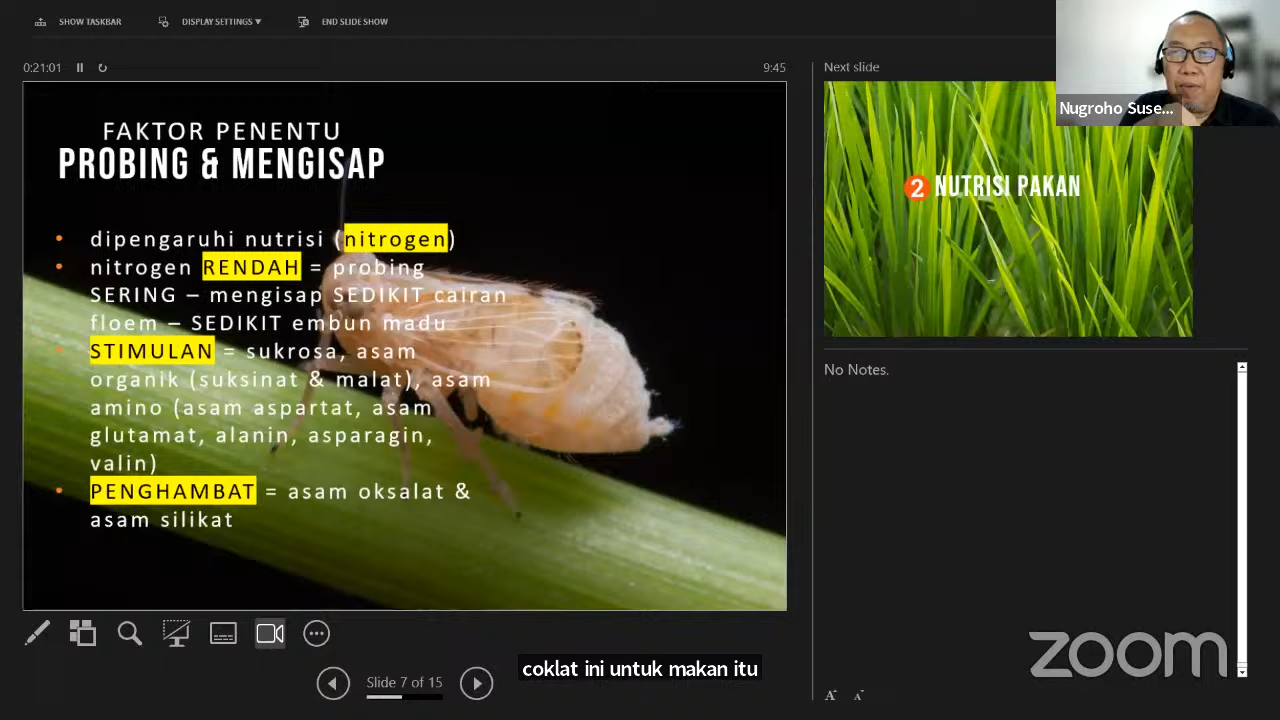 SHOW TASKBAR
DISPLAY SETTINGS ▼
END SLIDE SHOW
0:21:01
9:45
Next slide
Nugroho Suse...
FAKTOR PENENTU
PROBING & MENGISAP
• dipengaruhi nutrisi (nitrogen)
• nitrogen RENDAH = probing
SERING – mengisap SEDIKIT cairan
floem – SEDIKIT embun madu
• STIMULAN = sukrosa, asam
organik (suksinat & malat), asam
amino (asam aspartat, asam
glutamat, alanin, asparagin,
valin)
• PENGHAMBAT = asam oksalat &
asam silikat
2 NUTRISI PAKAN
No Notes.
Slide 7 of 15
coklat ini untuk makan itu
zoom
A A